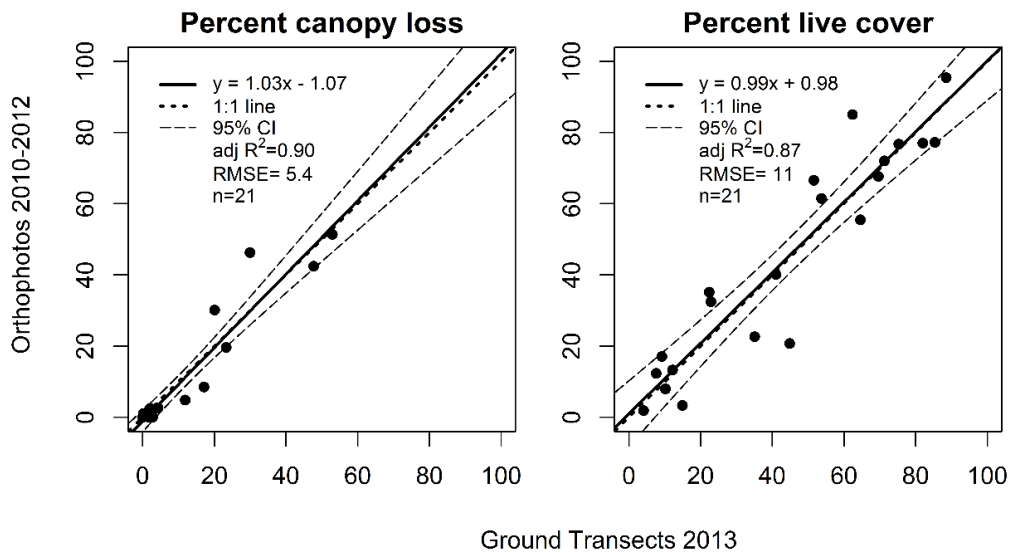 Percent canopy loss
y = 1.03x - 1.07
1:1 line
95% CI
adj R²=0.90
RMSE= 5.4
n=21
100
80
60
40
20
0
0 20 40 60 80 100
Percent live cover
y = 0.99x + 0.98
1:1 line
95% CI
adj R²=0.87
RMSE= 11
n=21
100
80
60
40
20
0
0 20 40 60 80 100
Orthophotos 2010-2012
Ground Transects 2013